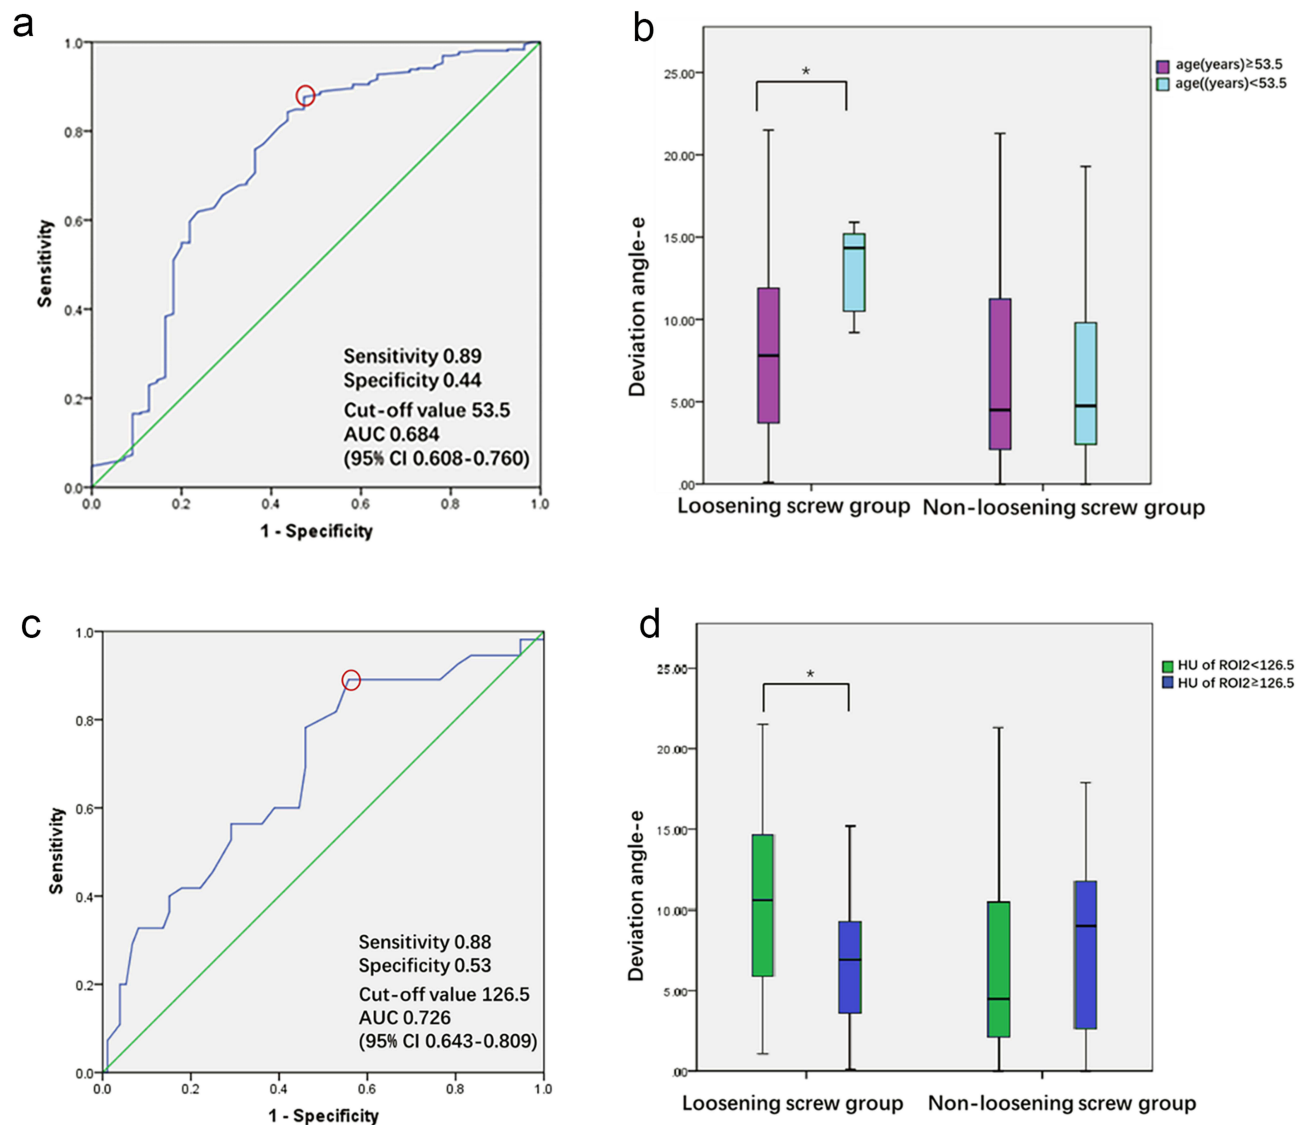 a
1.0
0.8
0.6
0.4
0.2
0.0
0.0 0.2 0.4 0.6 0.8 1.0
Sensitivity
1 - Specificity
Sensitivity 0.89
Specificity 0.44
Cut-off value 53.5
AUC 0.684
(95% CI 0.608-0.760)
b
25.00
20.00
15.00
10.00
5.00
.00
Deviation angle-e
*
Loosening screw group Non-loosening screw group
age(years)≥53.5
age((years)<53.5
c
1.0
0.8
0.6
0.4
0.2
0.0
0.0 0.2 0.4 0.6 0.8 1.0
Sensitivity
1 - Specificity
Sensitivity 0.88
Specificity 0.53
Cut-off value 126.5
AUC 0.726
(95% CI 0.643-0.809)
d
25.00
20.00
15.00
10.00
5.00
.00
Deviation angle-e
*
Loosening screw group Non-loosening screw group
HU of ROI2<126.5
HU of ROI2≥126.5